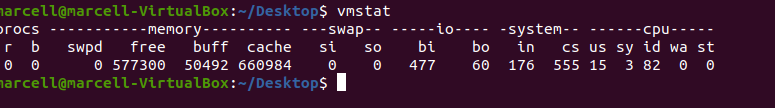 marcell@marcell-VirtualBox:~/Desktop$ vmstat
procs -----------memory---------- ---swap-- -----io---- -system-- ------cpu-----
r b swpd free buff cache si so bi bo in cs us sy id wa st
0 0 0 577300 50492 660984 0 0 477 60 176 555 15 3 82 0 0
marcell@marcell-VirtualBox:~/Desktop$